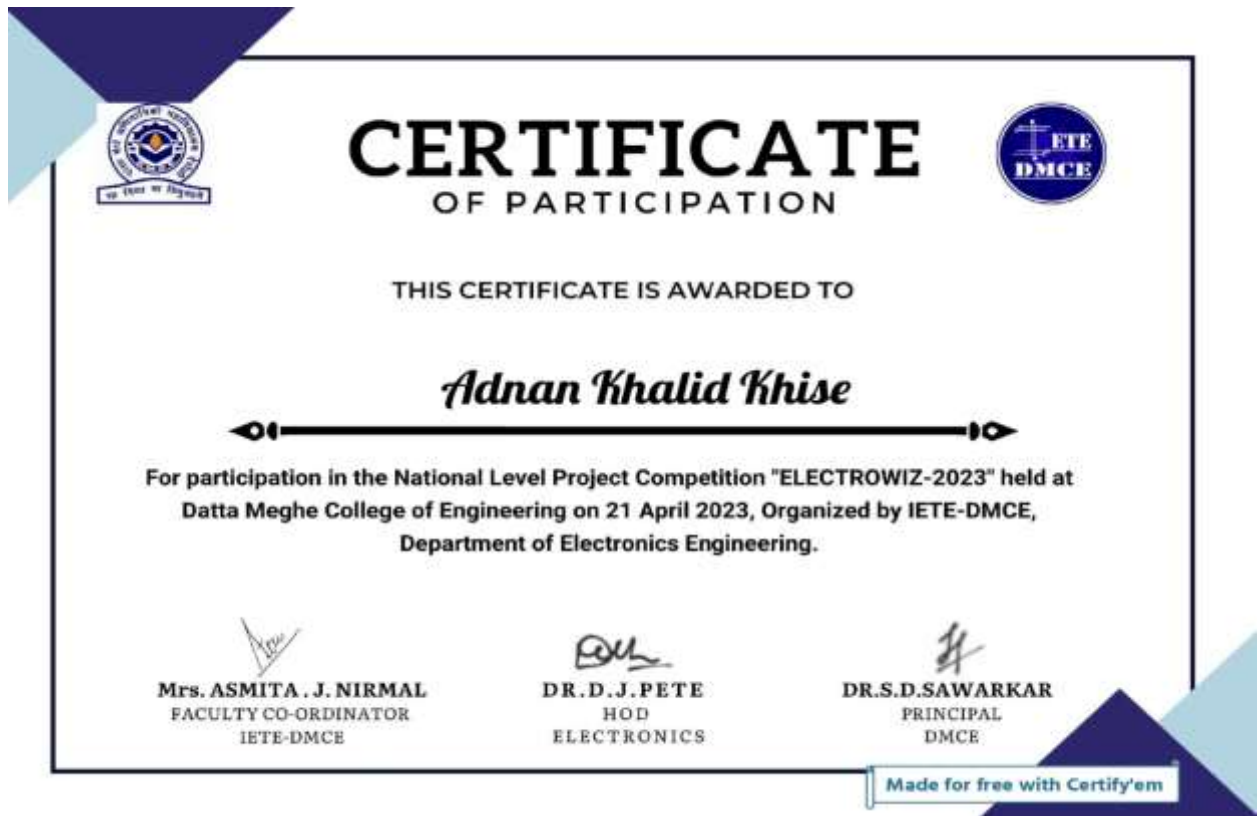 CERTIFICATE
OF PARTICIPATION
IETE
DMCE
THIS CERTIFICATE IS AWARDED TO
Adnan Khalid Khise
For participation in the National Level Project Competition "ELECTROWIZ-2023" held at
Datta Meghe College of Engineering on 21 April 2023, Organized by IETE-DMCE,
Department of Electronics Engineering.
Mrs. ASMITA . J. NIRMAL
FACULTY CO-ORDINATOR
IETE-DMCE
DR.D.J.PETE
HOD
ELECTRONICS
DR.S.D.SAWARKAR
PRINCIPAL
DMCE
Made for free with Certify'em